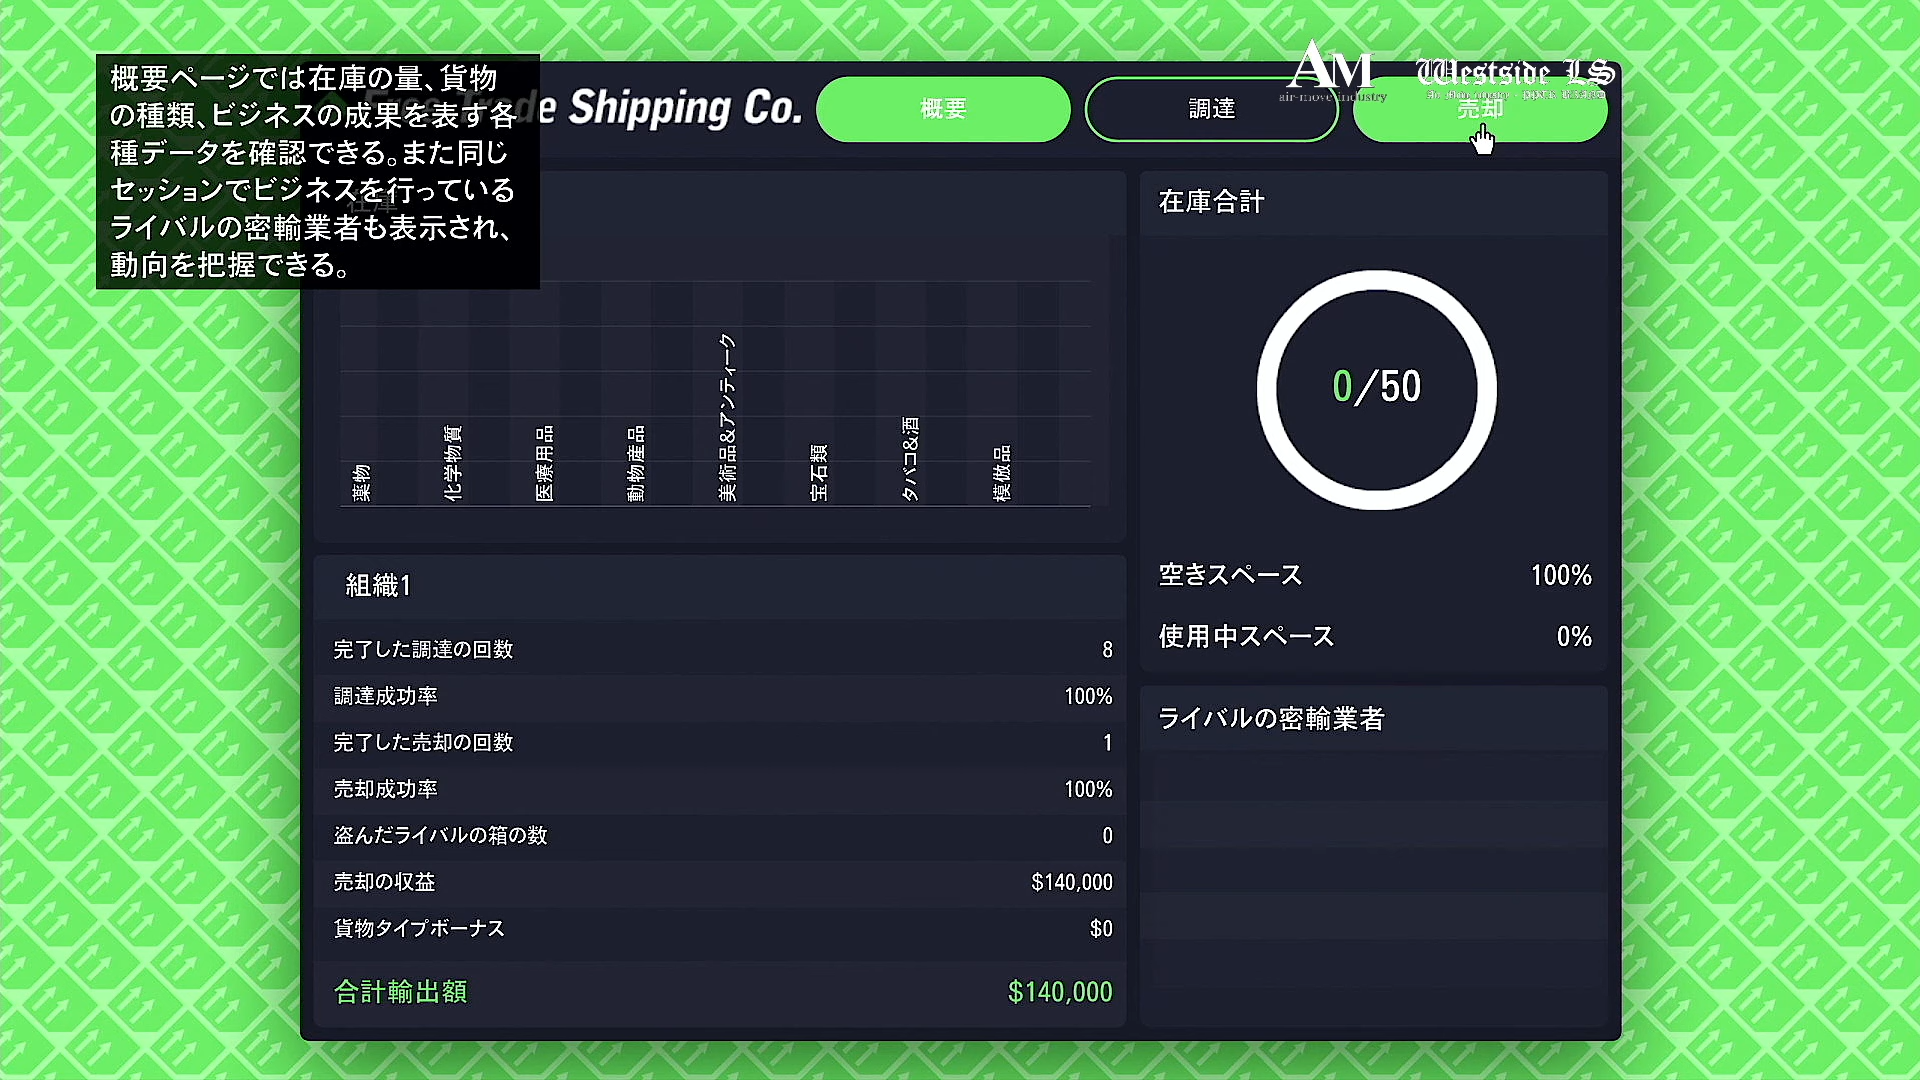 概要ページでは在庫の量、貨物
の種類、ビジネスの成果を表す各
種データを確認できる。また同じ
セッションでビジネスを行っている
ライバルの密輸業者も表示され、
動向を把握できる。
Shipping Co.
概要
調達
売却
AM
air-move industry
Westside LS
在庫
薬物
化学物質
医療用品
動物産品
美術品&アンティーク
宝石類
タバコ&酒
模倣品
在庫合計
0/50
空きスペース 100%
使用中スペース 0%
組織1
完了した調達の回数 8
調達成功率 100%
完了した売却の回数 1
売却成功率 100%
盗んだライバルの箱の数 0
売却の収益 $140,000
貨物タイプボーナス $0
合計輸出額 $140,000
ライバルの密輸業者